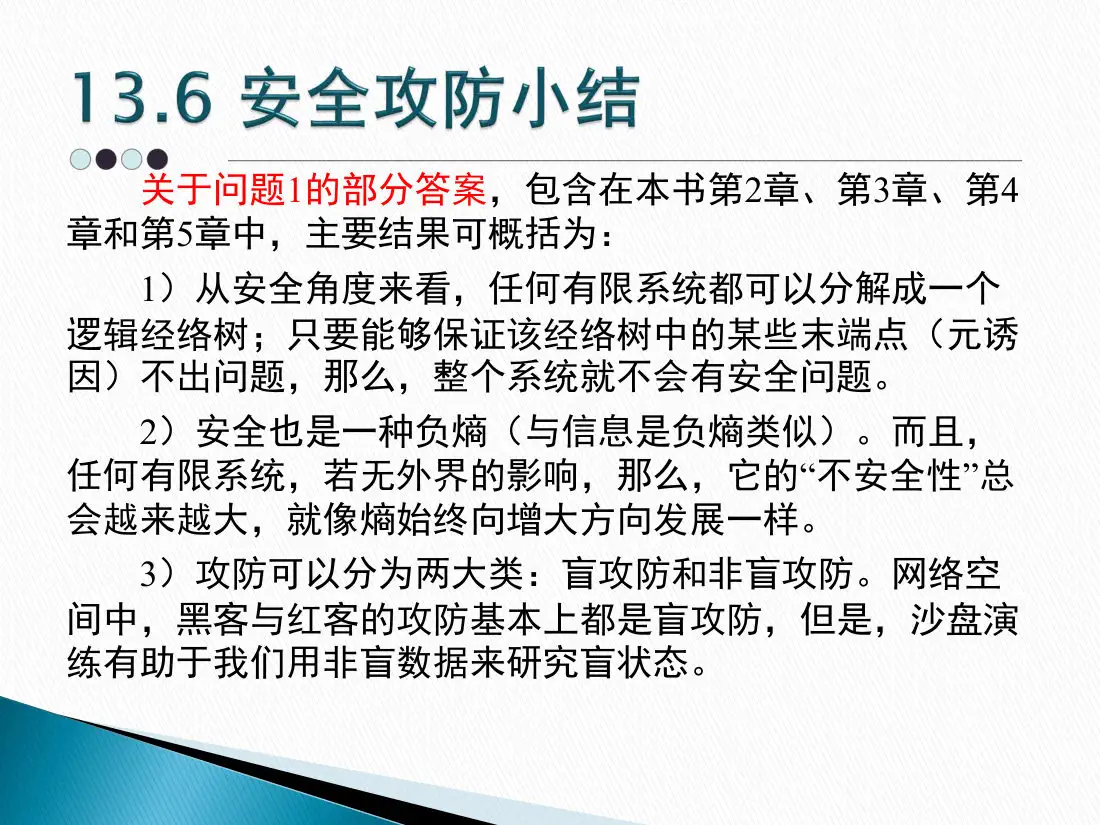 13.6 安全攻防小结
关于问题1的部分答案，包含在本书第2章、第3章、第4
章和第5章中，主要结果可概括为：
1）从安全角度来看，任何有限系统都可以分解成一个
逻辑经络树；只要能够保证该经络树中的某些末端点（元诱
因）不出问题，那么，整个系统就不会有安全问题。
2）安全也是一种负熵（与信息是负熵类似）。而且，
任何有限系统，若无外界的影响，那么，它的“不安全性”总
会越来越大，就像熵始终向增大方向发展一样。
3）攻防可以分为两大类：盲攻防和非盲攻防。网络空
间中，黑客与红客的攻防基本上都是盲攻防，但是，沙盘演
练有助于我们用非盲数据来研究盲状态。